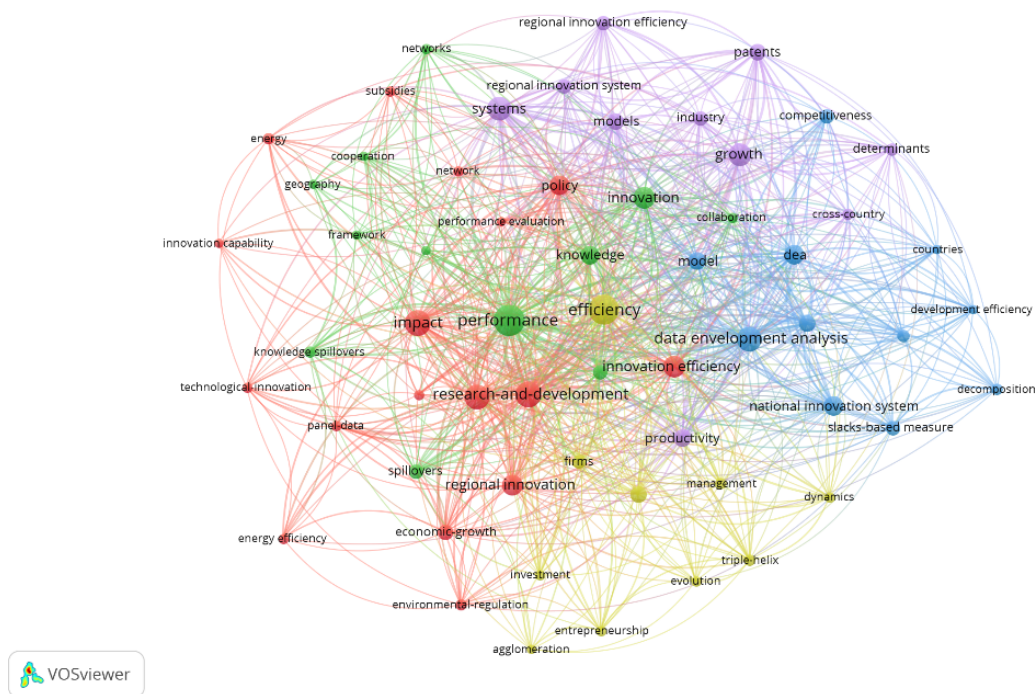 regional innovation efficiency
networks
patents
regional innovation system
subsidies
systems
competitiveness
models
industry
energy
determinants
cooperation
growth
network
geography
policy
innovation
cross-country
collaboration
performance evaluation
framework
innovation capability
countries
knowledge
model
dea
efficiency
development efficiency
performance
impact
data envelopment analysis
knowledge spillovers
innovation efficiency
technological innovation
decomposition
research-and-development
national innovation system
panel-data
slacks-based measure
productivity
firms
spillovers
regional innovation
management
dynamics
economic-growth
energy efficiency
triple-helix
investment
evolution
environmental-regulation
entrepreneurship
agglomeration
VOSviewer